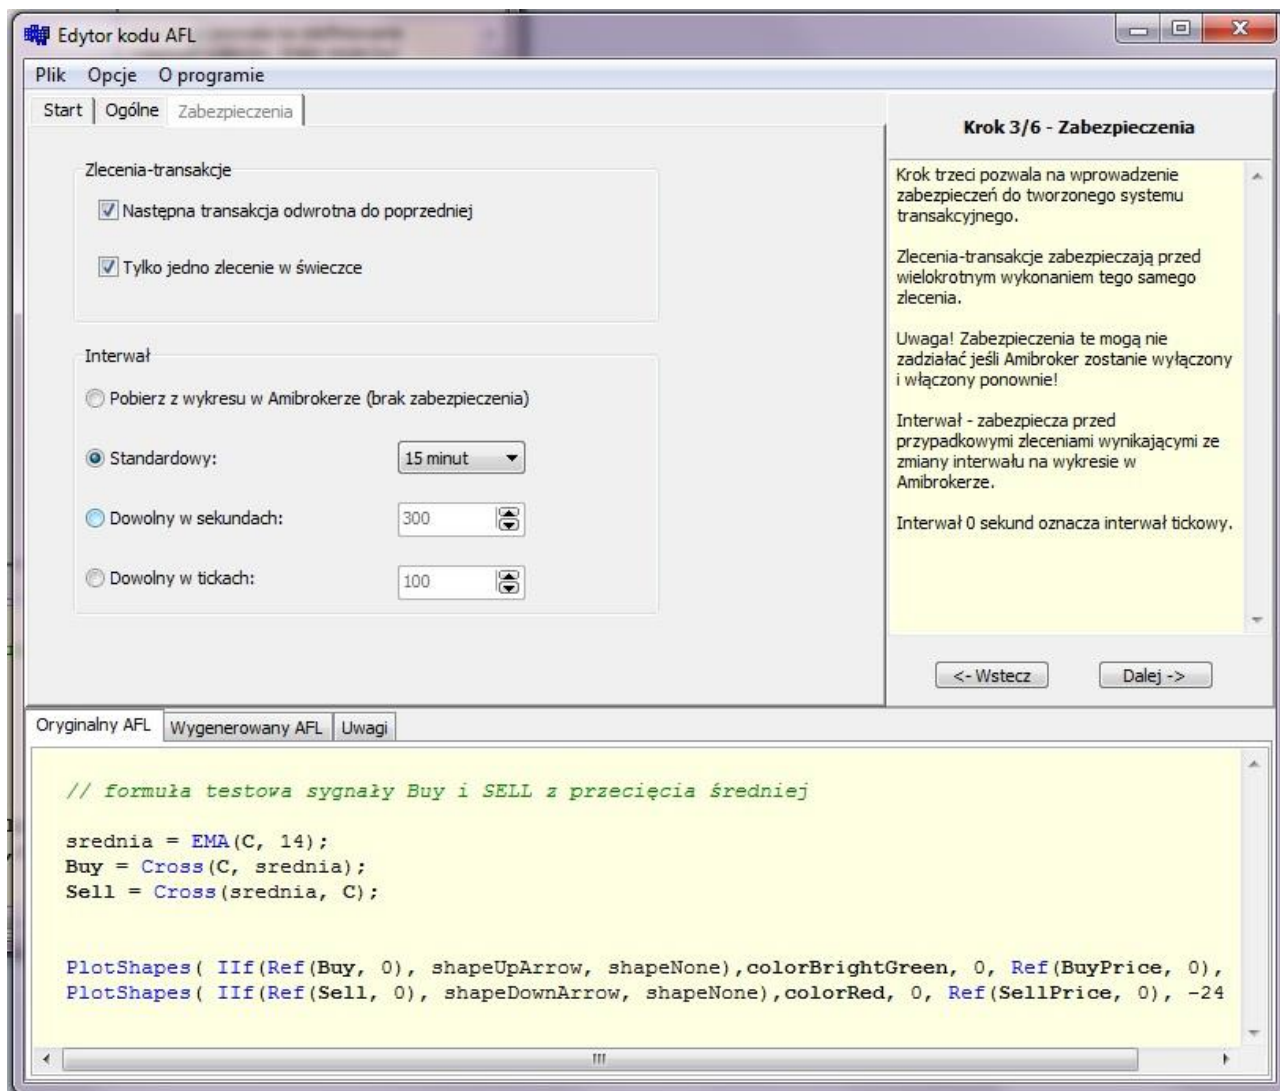 Edytor kodu AFL
Plik Opcje O programie
Start Ogólne Zabezpieczenia
Zlecenia-transakcje
Następna transakcja odwrotna do poprzedniej
Tylko jedno zlecenie w świeczce
Interwał
Pobierz z wykresu w Amibrokerze (brak zabezpieczenia)
Standardowy: 15 minut
Dowolny w sekundach: 300
Dowolny w tickach: 100
Krok 3/6 - Zabezpieczenia
Krok trzeci pozwala na wprowadzenie
zabezpieczeń do tworzonego systemu
transakcyjnego.
Zlecenia-transakcje zabezpieczają przed
wielokrotnym wykonaniem tego samego
zlecenia.
Uwaga! Zabezpieczenia te mogą nie
zadziałać jeśli Amibroker zostanie wyłączony
i włączony ponownie!
Interwał - zabezpiecza przed
przypadkowymi zleceniami wynikającymi ze
zmiany interwału na wykresie w
Amibrokerze.
Interwał 0 sekund oznacza interwał tickowy.
<- Wstecz Dalej ->
Oryginalny AFL Wygenerowany AFL Uwagi
// formuła testowa sygnały Buy i SELL z przecięcia średniej
srednia = EMA(C, 14);
Buy = Cross(C, srednia);
Sell = Cross(srednia, C);
PlotShapes( IIf(Ref(Buy, 0), shapeUpArrow, shapeNone),colorBrightGreen, 0, Ref(BuyPrice, 0),
PlotShapes( IIf(Ref(Sell, 0), shapeDownArrow, shapeNone),colorRed, 0, Ref(SellPrice, 0), -24